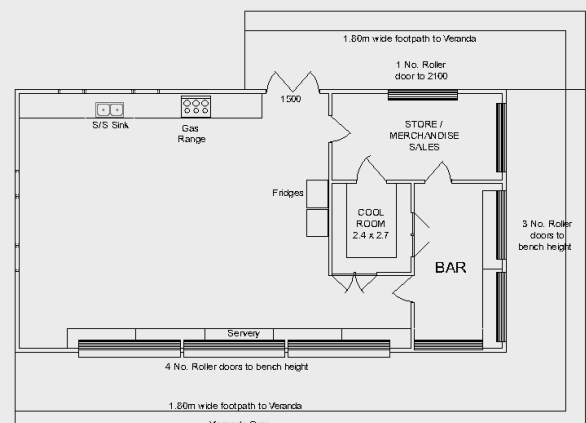 1.80m wide footpath to Veranda
1 No. Roller
door to 2100
1500
S/S Sink
Gas
Range
STORE /
MERCHANDISE
SALES
Fridges
COOL
ROOM
2.4 x 2.7
3 No. Roller
doors to
bench height
BAR
Servery
4 No. Roller doors to bench height
1.80m wide footpath to Veranda